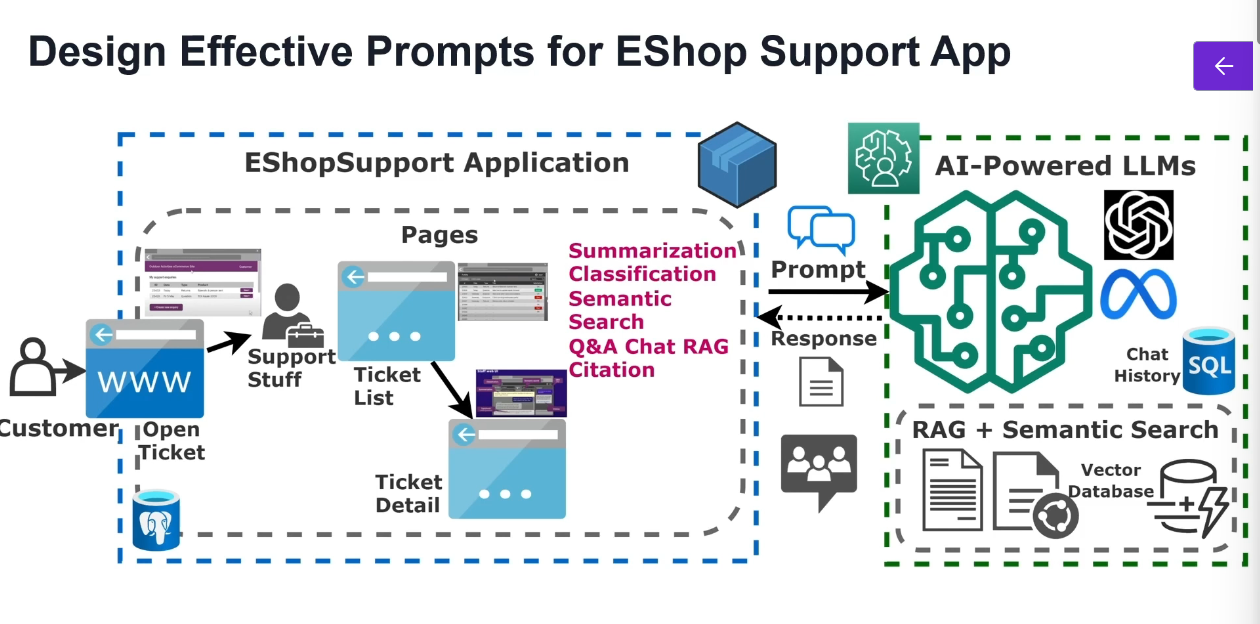 Design Effective Prompts for EShop Support App
EShopSupport Application
Pages
Summarization
Classification
Semantic
Search
Q&A Chat RAG
Citation
Customer
WWW
Open
Ticket
Support
Stuff
Ticket
List
Ticket
Detail
Prompt
Response
AI-Powered LLMs
Chat
History
SQL
RAG + Semantic Search
Vector
Database